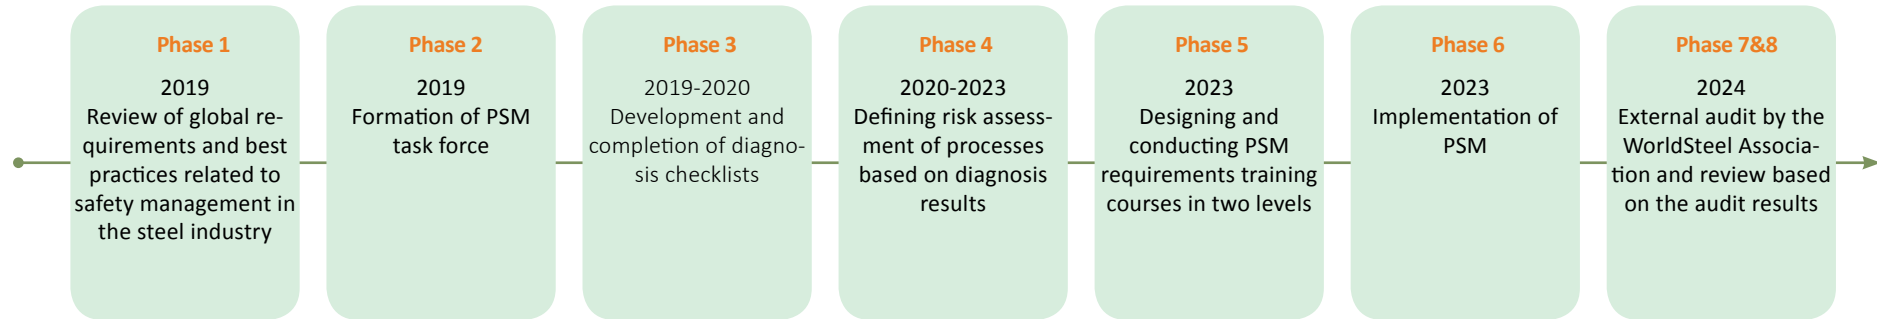 Phase 1
2019
Review of global re-
quirements and best
practices related to
safety management in
the steel industry
Phase 2
2019
Formation of PSM
task force
Phase 3
2019-2020
Development and
completion of diagno-
sis checklists
Phase 4
2020-2023
Defining risk assess-
ment of processes
based on diagnosis
results
Phase 5
2023
Designing and
conducting PSM
requirements training
courses in two levels
Phase 6
2023
Implementation of
PSM
Phase 7&8
2024
External audit by the
WorldSteel Associa-
tion and review based
on the audit results